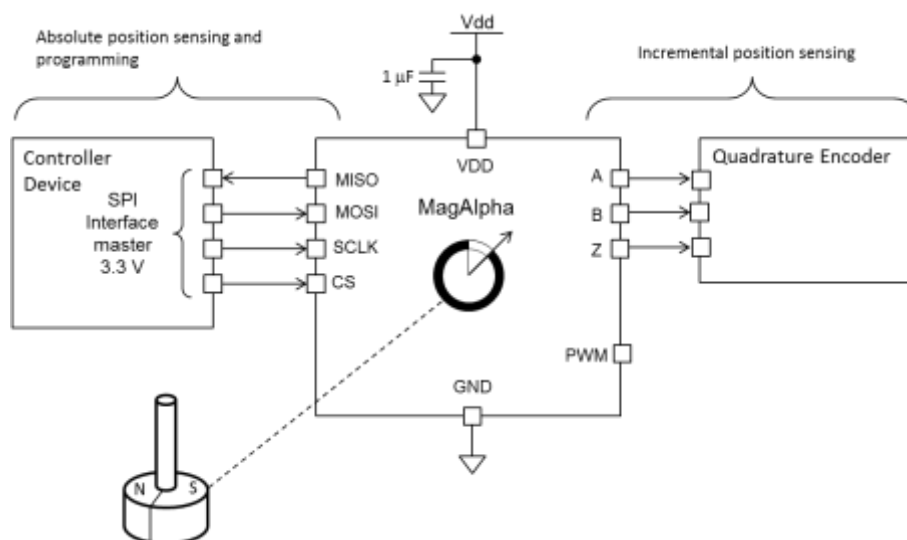 Absolute position sensing and
programming
Vdd
1 μF
Incremental position sensing
Controller
Device
SPI
Interface
master
3.3 V
MISO
MOSI
SCLK
CS
VDD
MagAlpha
A
B
Z
PWM
GND
Quadrature Encoder
N
S